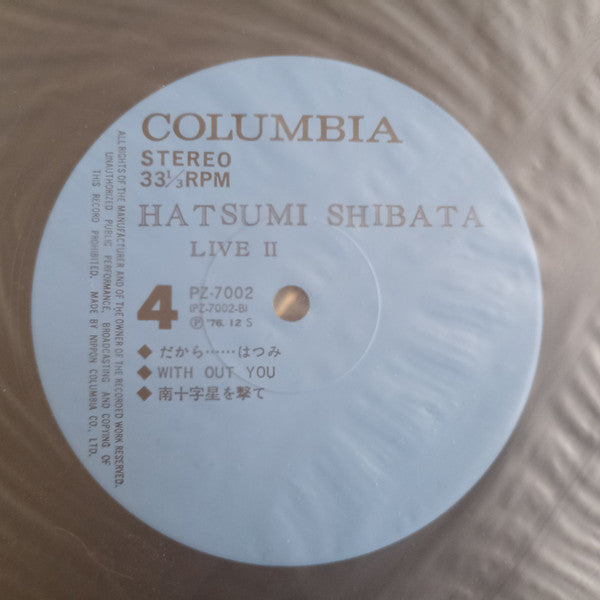 COLUMBIA
STEREO
33⅓RPM
HATSUMI SHIBATA
LIVE II
4
PZ-7002
(PZ-7002-B)
Ⓟ '76. 12 S
◆ だから……はつみ
◆ WITH OUT YOU
◆ 南十字星を撃て
ALL RIGHTS OF THE MANUFACTURER AND OF THE OWNER OF THE RECORDED WORK RESERVED.
UNAUTHORIZED PUBLIC PERFORMANCE, BROADCASTING AND COPYING OF
THIS RECORD PROHIBITED. MADE BY NIPPON COLUMBIA CO., LTD.